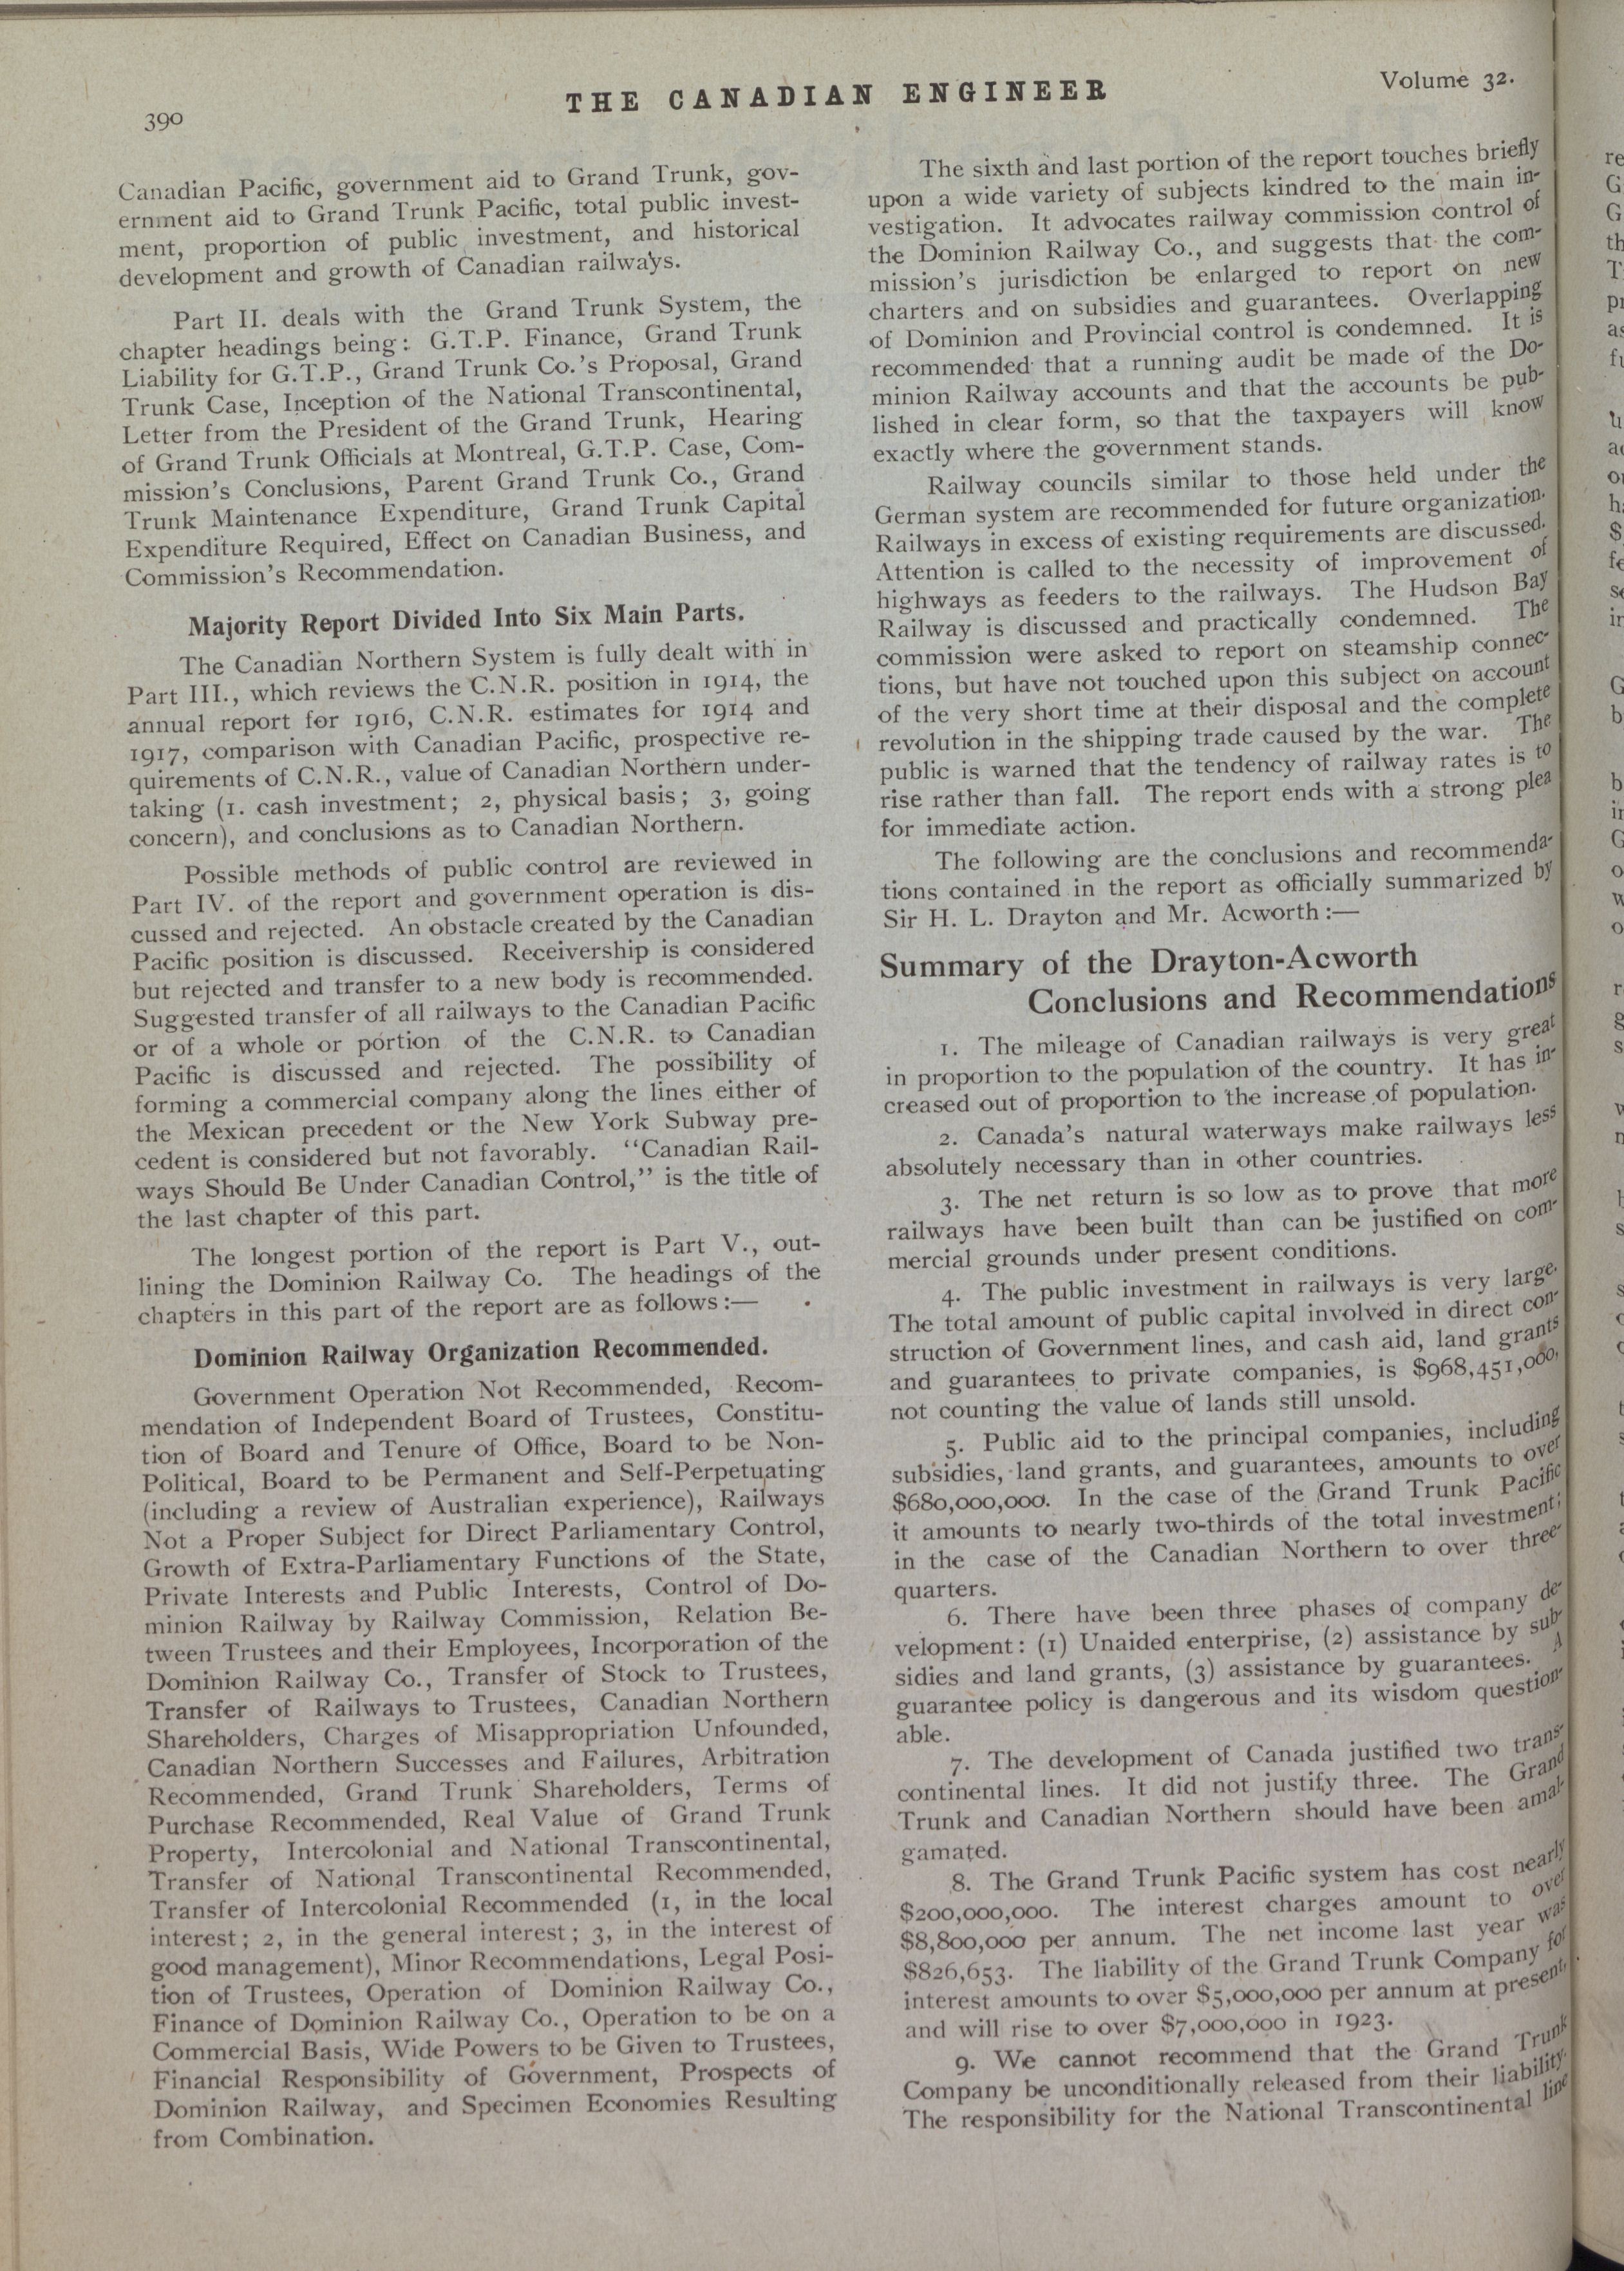 390
THE CANADIAN ENGINEER
Volume 32.
Canadian Pacific, government aid to Grand Trunk, gov-
ernment aid to Grand Trunk Pacific, total public invest-
ment, proportion of public investment, and historical
development and growth of Canadian railways.
Part II. deals with the Grand Trunk System, the
chapter headings being: G.T.P. Finance, Grand Trunk
Liability for G.T.P., Grand Trunk Co.'s Proposal, Grand
Trunk Case, Inception of the National Transcontinental,
Letter from the President of the Grand Trunk, Hearing
of Grand Trunk Officials at Montreal, G.T.P. Case, Com-
mission's Conclusions, Parent Grand Trunk Co., Grand
Trunk Maintenance Expenditure, Grand Trunk Capital
Expenditure Required, Effect on Canadian Business, and
Commission's Recommendation.
Majority Report Divided Into Six Main Parts.
The Canadian Northern System is fully dealt with in
Part III., which reviews the C.N.R. position in 1914, the
annual report for 1916, C.N.R. estimates for 1914 and
1917, comparison with Canadian Pacific, prospective re-
quirements of C.N.R., value of Canadian Northern under-
taking (1. cash investment; 2, physical basis; 3, going
concern), and conclusions as to Canadian Northern.
Possible methods of public control are reviewed in
Part IV. of the report and government operation is dis-
cussed and rejected. An obstacle created by the Canadian
Pacific position is discussed. Receivership is considered
but rejected and transfer to a new body is recommended.
Suggested transfer of all railways to the Canadian Pacific
or of a whole or portion of the C.N.R. to Canadian
Pacific is discussed and rejected. The possibility of
forming a commercial company along the lines either of
the Mexican precedent or the New York Subway pre-
cedent is considered but not favorably. "Canadian Rail-
ways Should Be Under Canadian Control," is the title of
the last chapter of this part.
The longest portion of the report is Part V., out-
lining the Dominion Railway Co. The headings of the
chapters in this part of the report are as follows:—
Dominion Railway Organization Recommended.
Government Operation Not Recommended, Recom-
mendation of Independent Board of Trustees, Constitu-
tion of Board and Tenure of Office, Board to be Non-
Political, Board to be Permanent and Self-Perpetuating
(including a review of Australian experience), Railways
Not a Proper Subject for Direct Parliamentary Control,
Growth of Extra-Parliamentary Functions of the State,
Private Interests and Public Interests, Control of Do-
minion Railway by Railway Commission, Relation Be-
tween Trustees and their Employees, Incorporation of the
Dominion Railway Co., Transfer of Stock to Trustees,
Transfer of Railways to Trustees, Canadian Northern
Shareholders, Charges of Misappropriation Unfounded,
Canadian Northern Successes and Failures, Arbitration
Recommended, Grand Trunk Shareholders, Terms of
Purchase Recommended, Real Value of Grand Trunk
Property, Intercolonial and National Transcontinental,
Transfer of National Transcontinental Recommended,
Transfer of Intercolonial Recommended (1, in the local
interest; 2, in the general interest; 3, in the interest of
good management), Minor Recommendations, Legal Posi-
tion of Trustees, Operation of Dominion Railway Co.,
Finance of Dominion Railway Co., Operation to be on a
Commercial Basis, Wide Powers to be Given to Trustees,
Financial Responsibility of Government, Prospects of
Dominion Railway, and Specimen Economies Resulting
from Combination.
The sixth and last portion of the report touches briefly
upon a wide variety of subjects kindred to the main in-
vestigation. It advocates railway commission control of
the Dominion Railway Co., and suggests that the com-
mission's jurisdiction be enlarged to report on new
charters and on subsidies and guarantees. Overlapping
of Dominion and Provincial control is condemned. It is
recommended that a running audit be made of the Do-
minion Railway accounts and that the accounts be pub-
lished in clear form, so that the taxpayers will know
exactly where the government stands.
Railway councils similar to those held under the
German system are recommended for future organization.
Railways in excess of existing requirements are discussed.
Attention is called to the necessity of improvement of
highways as feeders to the railways. The Hudson Bay
Railway is discussed and practically condemned. The
commission were asked to report on steamship connec-
tions, but have not touched upon this subject on account
of the very short time at their disposal and the complete
revolution in the shipping trade caused by the war. The
public is warned that the tendency of railway rates is to
rise rather than fall. The report ends with a strong plea
for immediate action.
The following are the conclusions and recommenda-
tions contained in the report as officially summarized by
Sir H. L. Drayton and Mr. Acworth:—
Summary of the Drayton-Acworth
Conclusions and Recommendations
1. The mileage of Canadian railways is very great
in proportion to the population of the country. It has in-
creased out of proportion to the increase of population.
2. Canada's natural waterways make railways less
absolutely necessary than in other countries.
3. The net return is so low as to prove that more
railways have been built than can be justified on com-
mercial grounds under present conditions.
4. The public investment in railways is very large.
The total amount of public capital involved in direct con-
struction of Government lines, and cash aid, land grants
and guarantees to private companies, is $968,451,000,
not counting the value of lands still unsold.
5. Public aid to the principal companies, including
subsidies, land grants, and guarantees, amounts to over
$680,000,000. In the case of the Grand Trunk Pacific
it amounts to nearly two-thirds of the total investment;
in the case of the Canadian Northern to over three-
quarters.
6. There have been three phases of company de-
velopment: (1) Unaided enterprise, (2) assistance by sub-
sidies and land grants, (3) assistance by guarantees. A
guarantee policy is dangerous and its wisdom question-
able.
7. The development of Canada justified two trans-
continental lines. It did not justify three. The Grand
Trunk and Canadian Northern should have been amal-
gamated.
8. The Grand Trunk Pacific system has cost nearly
$200,000,000. The interest charges amount to over
$8,800,000 per annum. The net income last year was
$826,653. The liability of the Grand Trunk Company for
interest amounts to over $5,000,000 per annum at present,
and will rise to over $7,000,000 in 1923.
9. We cannot recommend that the Grand Trunk
Company be unconditionally released from their liability.
The responsibility for the National Transcontinental line